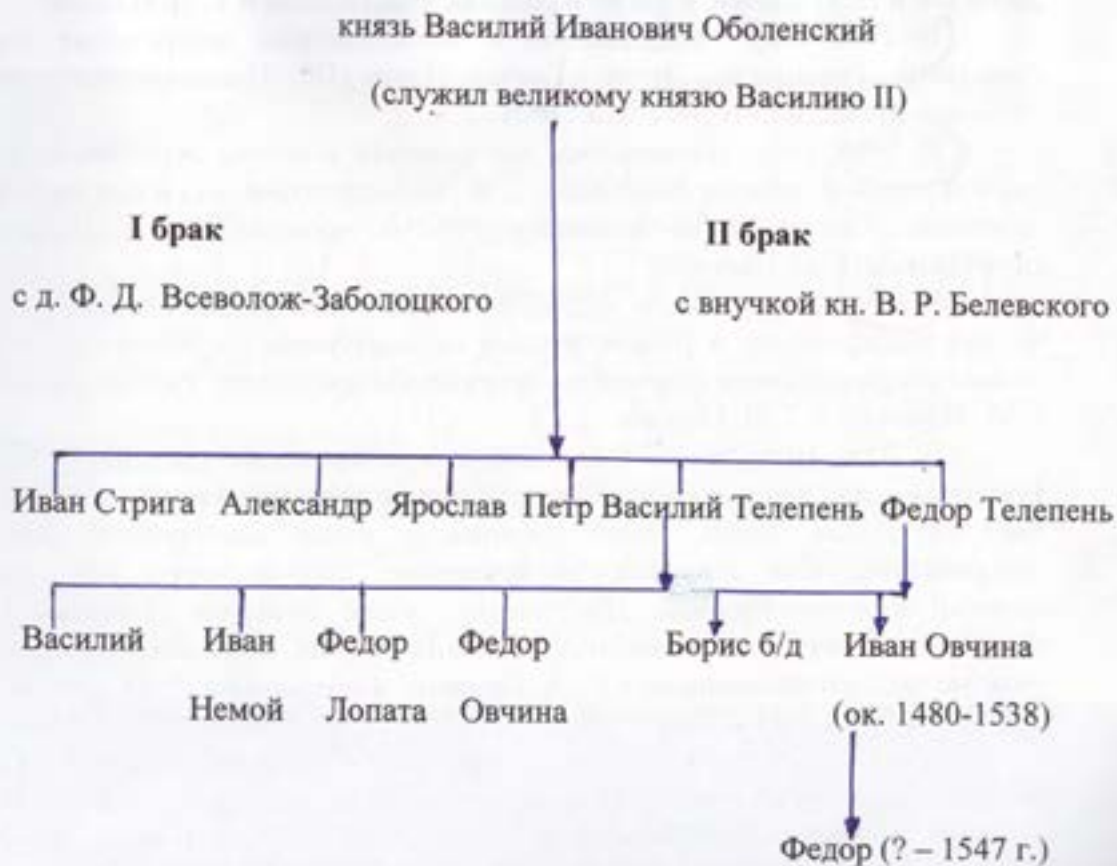 князь Василий Иванович Оболенский
(служил великому князю Василию II)
I брак II брак
с д. Ф. Д. Всеволож-Заболоцкого с внучкой кн. В. Р. Белевского
Иван Стрига Александр Ярослав Петр Василий Телепень Федор Телепень
Василий Иван Федор Федор Борис б/д Иван Овчина
Немой Лопата Овчина (ок. 1480-1538)
Федор (? – 1547 г.)